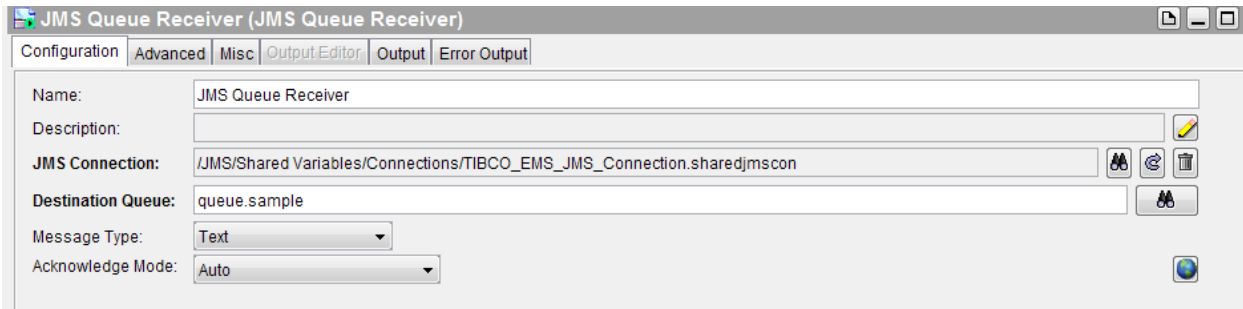 JMS Queue Receiver (JMS Queue Receiver)
Configuration Advanced Misc Output Editor Output Error Output
Name: JMS Queue Receiver
Description:
JMS Connection: /JMS/Shared Variables/Connections/TIBCO_EMS_JMS_Connection.sharedjmscon
Destination Queue: queue.sample
Message Type: Text
Acknowledge Mode: Auto